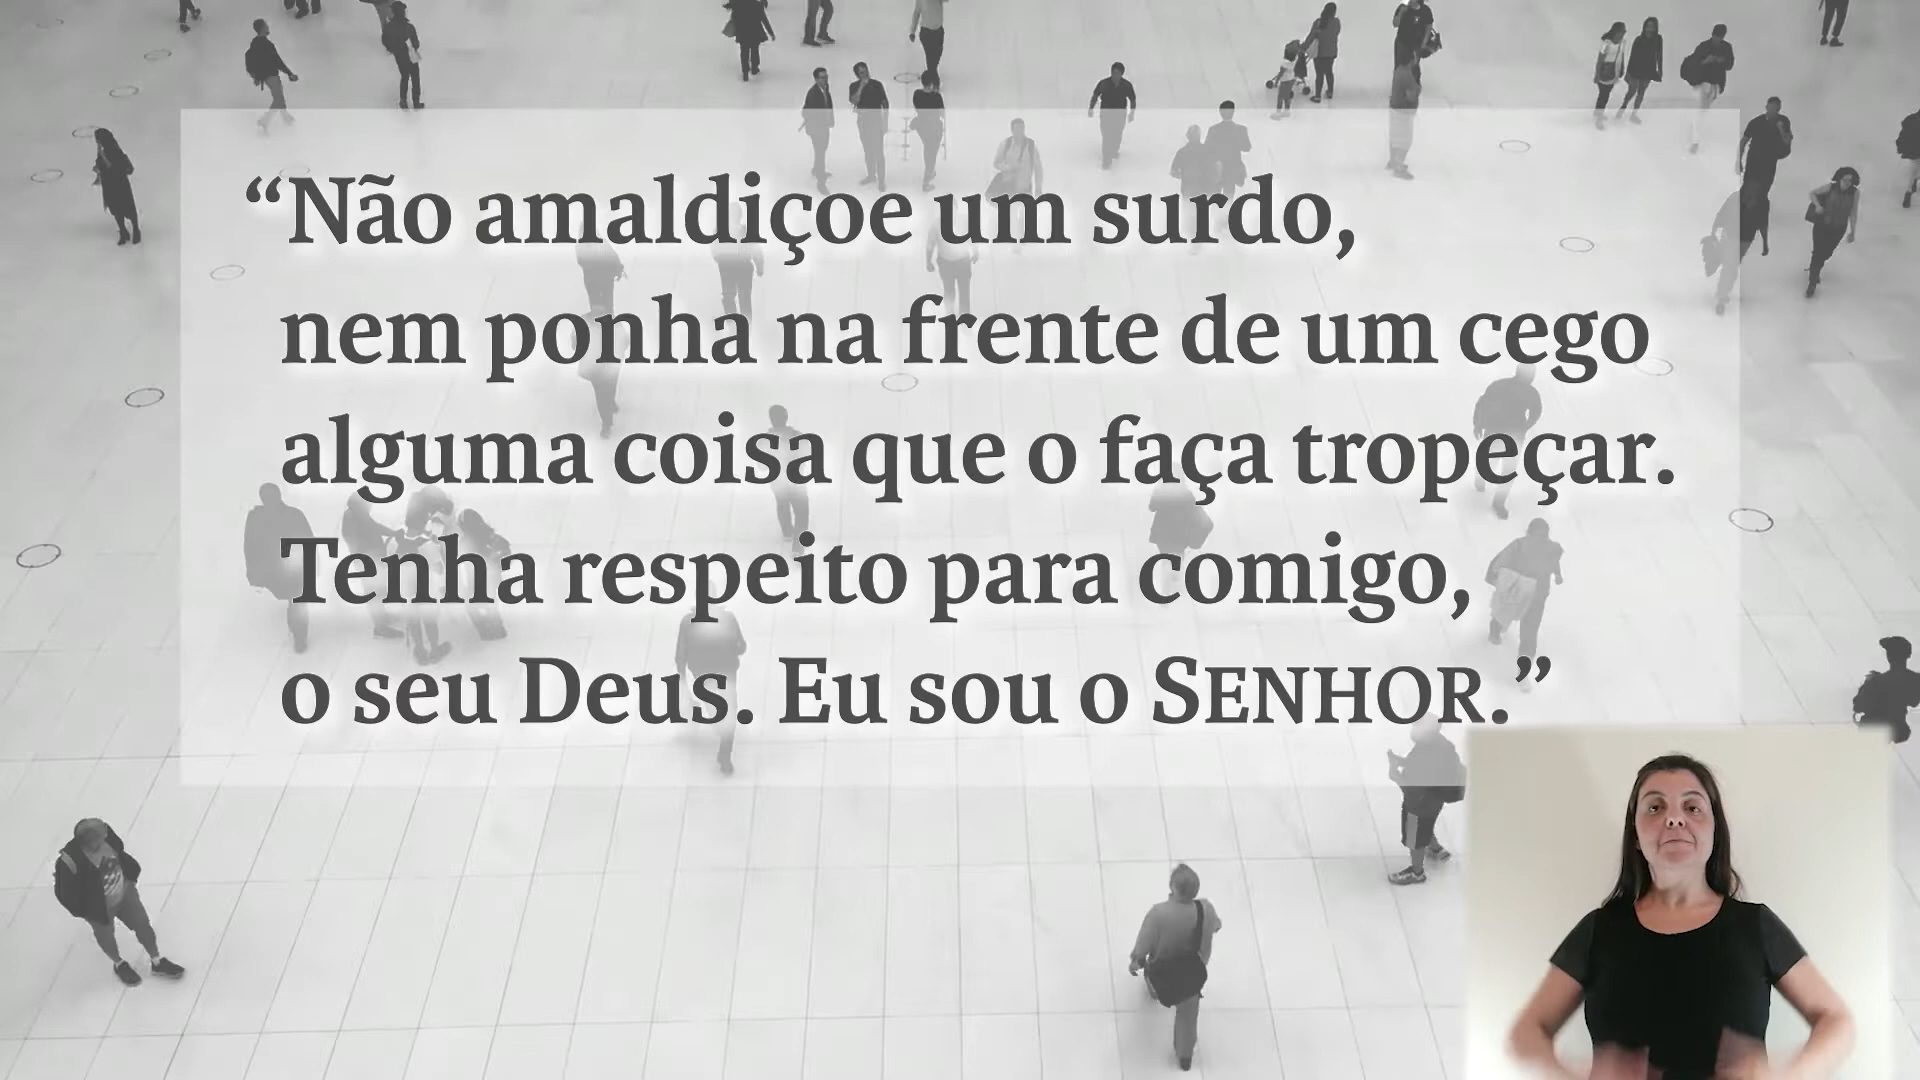 “Não amaldiçoe um surdo,
nem ponha na frente de um cego
alguma coisa que o faça tropeçar.
Tenha respeito para comigo,
o seu Deus. Eu sou o SENHOR.”